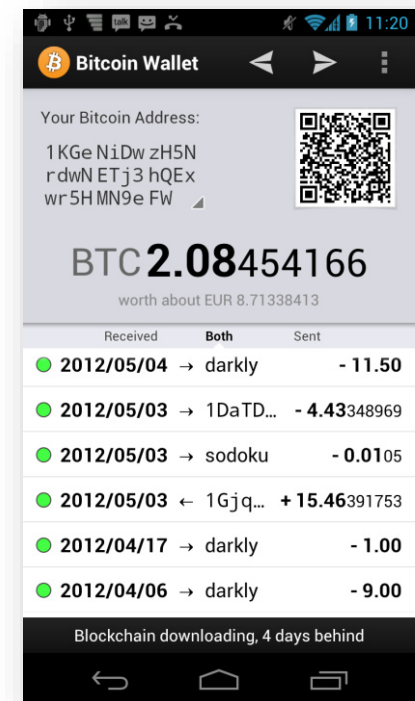 talk 11:20
Bitcoin Wallet
Your Bitcoin Address:
1KGe NiDw zH5N
rdwN ETj3 hQEx
wr5H MN9e FW
BTC 2.08454166
worth about EUR 8.71338413
Received Both Sent
2012/05/04 → darkly - 11.50
2012/05/03 → 1DaTD... - 4.43348969
2012/05/03 → sodoku - 0.0105
2012/05/03 ← 1Gjq... + 15.46391753
2012/04/17 → darkly - 1.00
2012/04/06 → darkly - 9.00
Blockchain downloading, 4 days behind